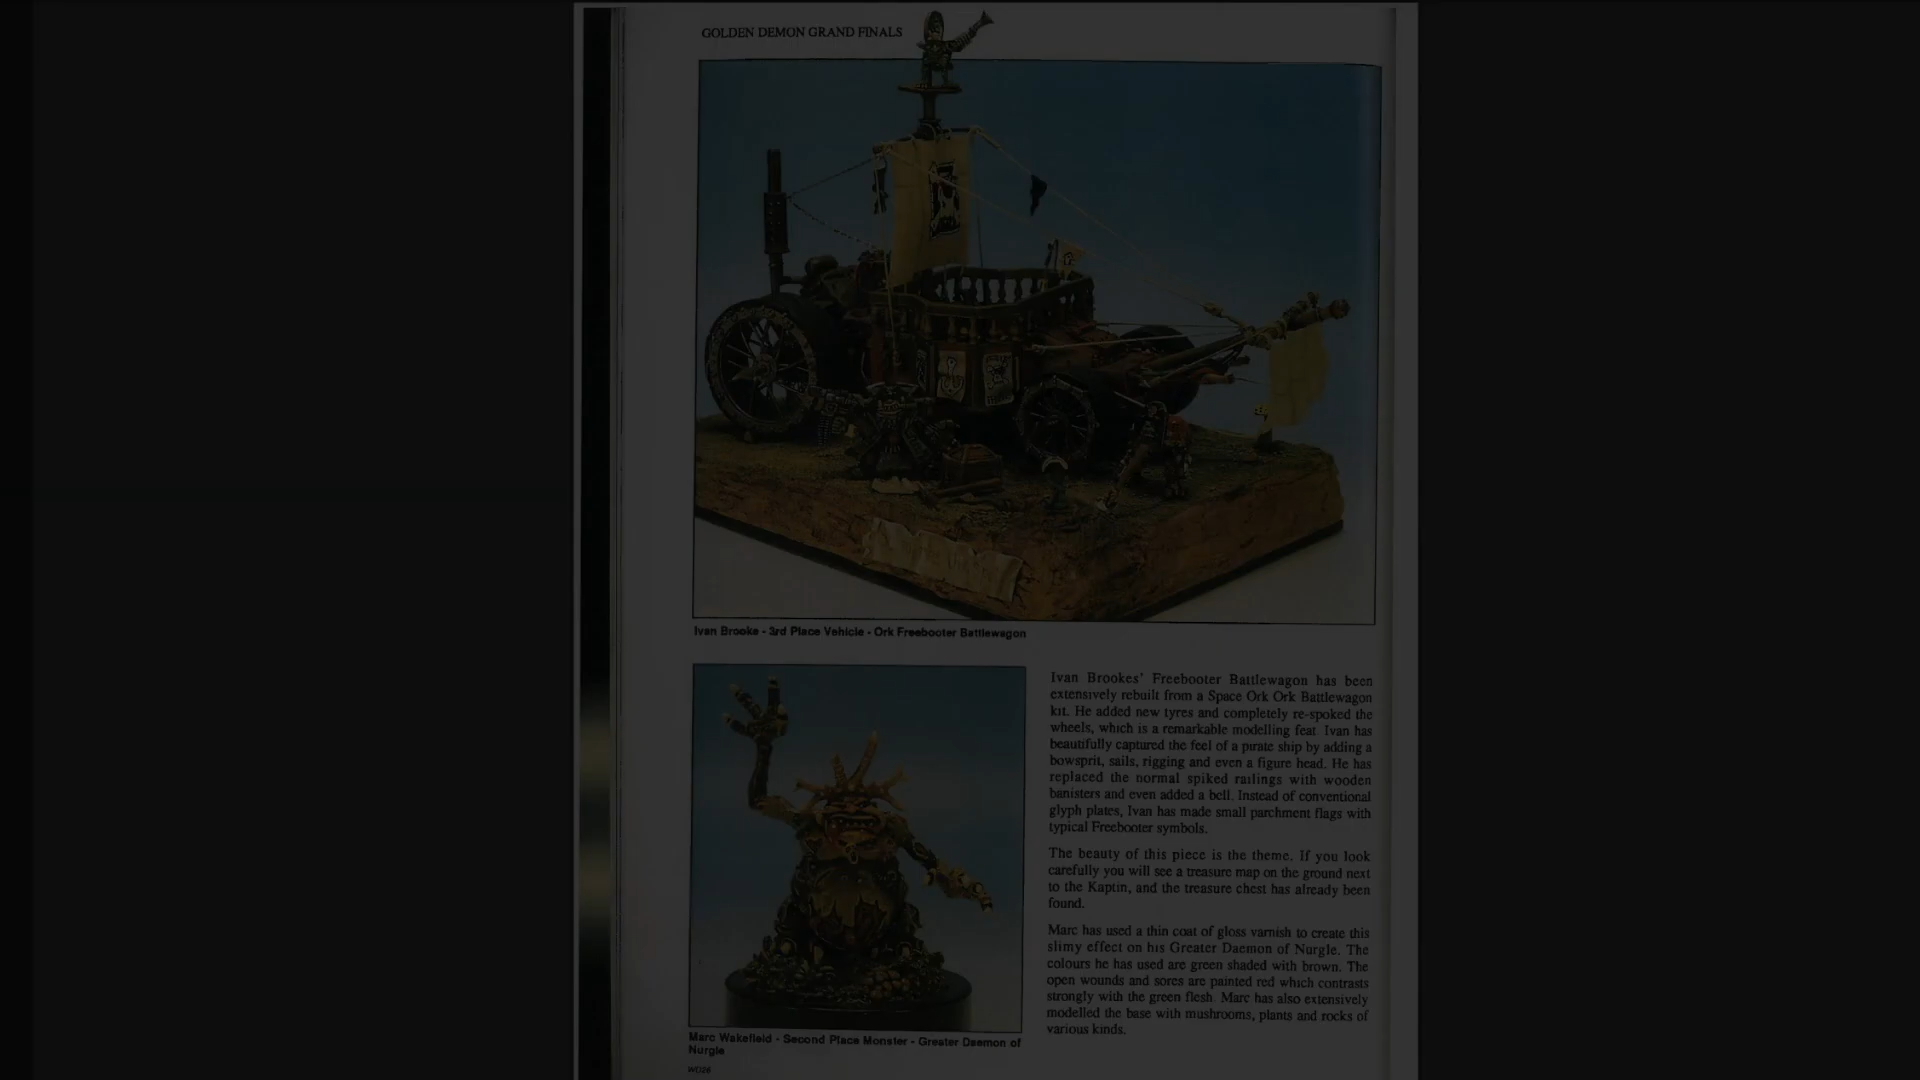 GOLDEN DEMON GRAND FINALS
Ivan Brooke - 3rd Place Vehicle - Ork Freebooter Battlewagon
Ivan Brookes' Freebooter Battlewagon has been
extensively rebuilt from a Space Ork Ork Battlewagon
kit. He added new tyres and completely re-spoked the
wheels, which is a remarkable modelling feat. Ivan has
beautifully captured the feel of a pirate ship by adding a
bowsprit, sails, rigging and even a figure head. He has
replaced the normal spiked railings with wooden
banisters and even added a bell. Instead of conventional
glyph plates, Ivan has made small parchment flags with
typical Freebooter symbols.
The beauty of this piece is the theme. If you look
carefully you will see a treasure map on the ground next
to the Kaptin, and the treasure chest has already been
found.
Marc has used a thin coat of gloss varnish to create this
slimy effect on his Greater Daemon of Nurgle. The
colours he has used are green shaded with brown. The
open wounds and sores are painted red which contrasts
strongly with the green flesh. Marc has also extensively
modelled the base with mushrooms, plants and rocks of
various kinds.
Marc Wakefield - Second Place Monster - Greater Daemon of
Nurgle
WD26